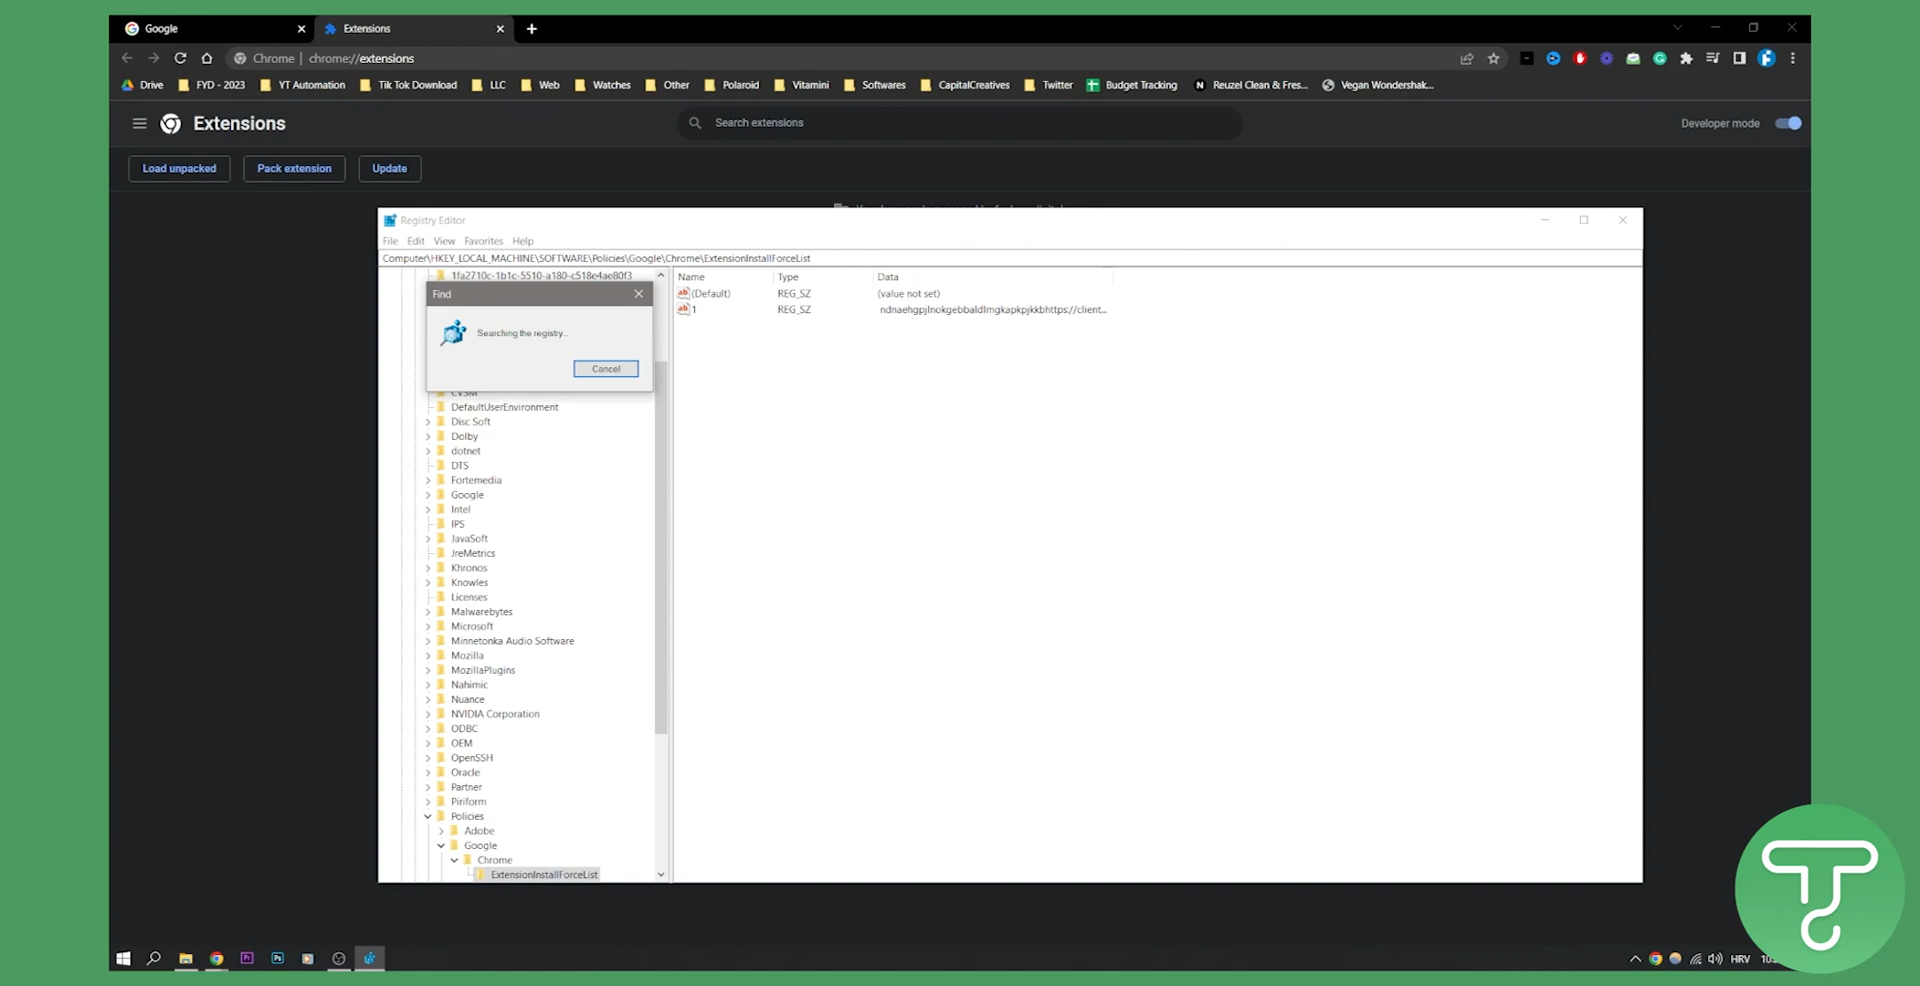 Google
Extensions
Chrome | chrome://extensions
Drive FYD - 2023 YT Automation Tik Tok Download LLC Web Watches Other Polaroid Vitamini Softwares CapitalCreatives Twitter Budget Tracking Reuzel Clean & Fres... Vegan Wondershak...
Extensions
Search extensions
Developer mode
Load unpacked Pack extension Update
Registry Editor
File Edit View Favorites Help
Computer\HKEY_LOCAL_MACHINE\SOFTWARE\Policies\Google\Chrome\ExtensionInstallForceList
1fa2710c-1b1c-5510-a180-c518e4ae80f3
Find
Searching the registry...
Cancel
CVSM
DefaultUserEnvironment
Disc Soft
Dolby
dotnet
DTS
Fortemedia
Google
Intel
IPS
JavaSoft
JreMetrics
Khronos
Knowles
Licenses
Malwarebytes
Microsoft
Minnetonka Audio Software
Mozilla
MozillaPlugins
Nahimic
Nuance
NVIDIA Corporation
ODBC
OEM
OpenSSH
Oracle
Partner
Piriform
Policies
Adobe
Google
Chrome
ExtensionInstallForceList
Name Type Data
(Default) REG_SZ (value not set)
1 REG_SZ ndnaehgpjlnokgebbaldlmgkapkpjkkbhttps://client...
Pr
Ps
HRV